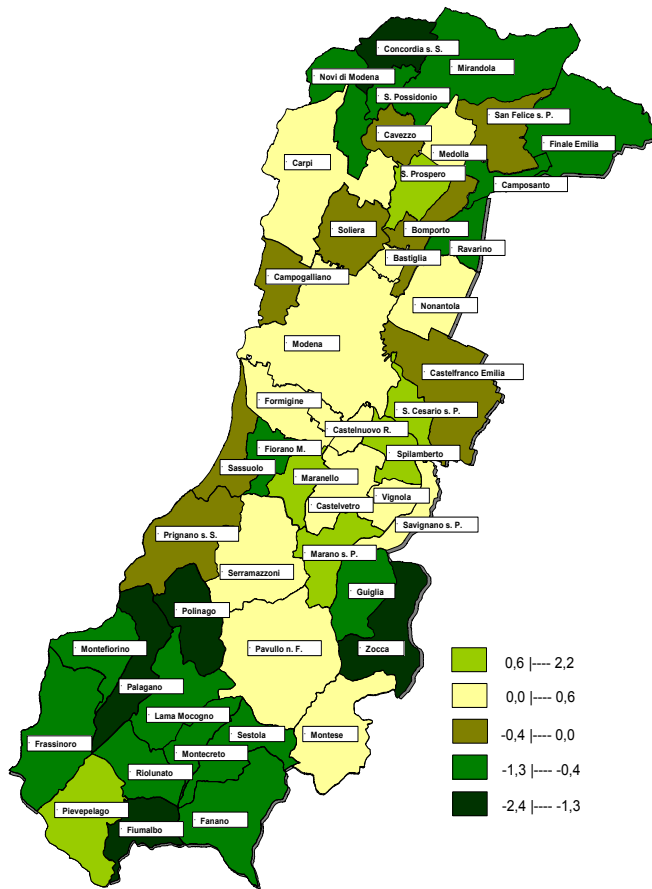 Concordia s. S.
Mirandola
Novi di Modena
S. Possidonio
San Felice s. P.
Cavezzo
Finale Emilia
Medolla
Carpi
S. Prospero
Camposanto
Soliera
Bomporto
Ravarino
Bastiglia
Campogalliano
Nonantola
Modena
Castelfranco Emilia
Formigine
S. Cesario s. P.
Castelnuovo R.
Fiorano M.
Spilamberto
Sassuolo
Maranello
Vignola
Castelvetro
Savignano s. P.
Prignano s. S.
Marano s. P.
Serramazzoni
Guiglia
Polinago
Montefiorino
Pavullo n. F.
Zocca
Palagano
Lama Mocogno
Frassinoro
Sestola
Montese
Montecreto
Riolunato
Pievepelago
Fanano
Fiumalbo
0,6 |---- 2,2
0,0 |---- 0,6
-0,4 |---- 0,0
-1,3 |---- -0,4
-2,4 |---- -1,3